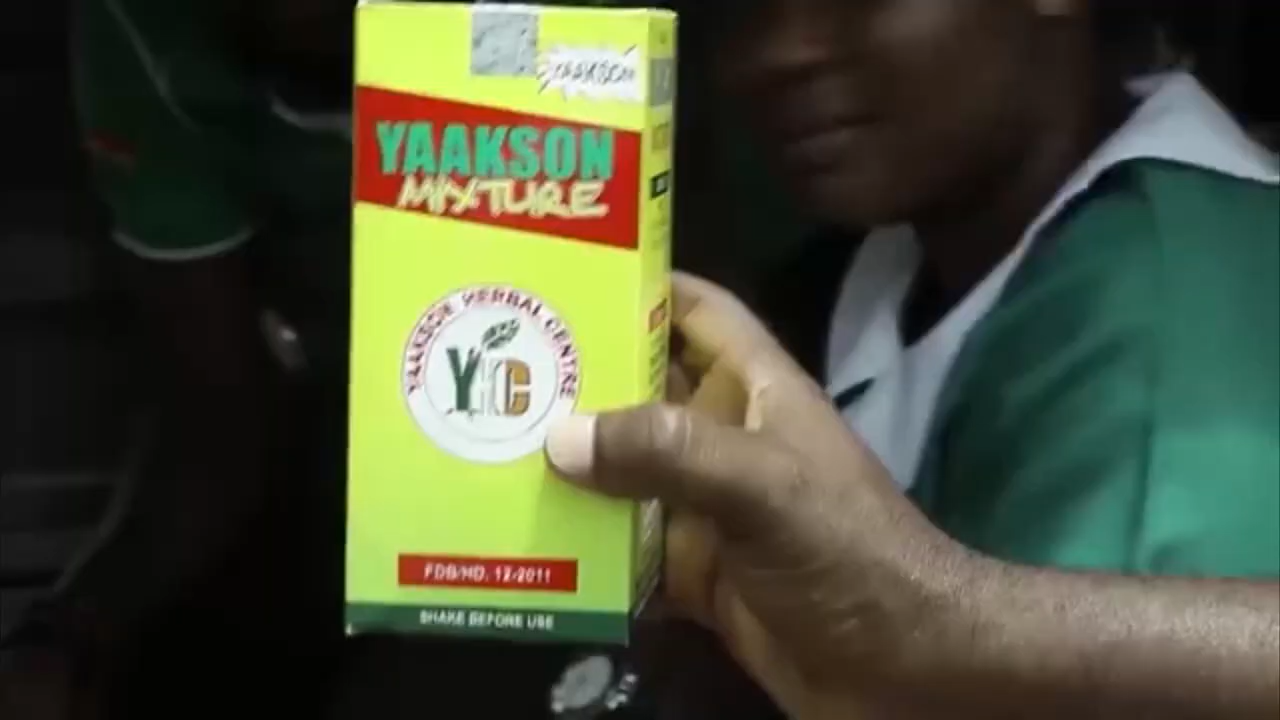 YAAKSON
YAAKSON
MIXTURE
YAAKSON HERBAL CENTRE
YHC
FDB/HD. 12-2011
SHAKE BEFORE USE